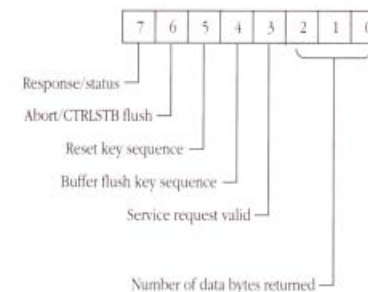 7 6 5 4 3 2 1 0
Response/status
Abort/CTRLSTB flush
Reset key sequence
Buffer flush key sequence
Service request valid
Number of data bytes returned